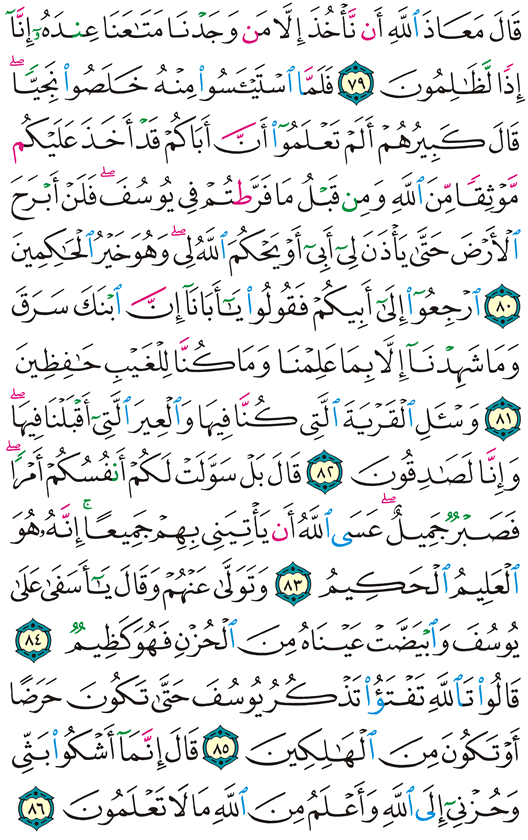 قَالَ مَعَاذَ ٱللَّهِ أَن نَّأْخُذَ إِلَّا مَن وَجَدْنَا مَتَٰعَنَا عِندَهُۥٓ إِنَّآ
إِذًا لَّظَٰلِمُونَ ٧٩ فَلَمَّا ٱسْتَيْـَٔسُوا۟ مِنْهُ خَلَصُوا۟ نَجِيًّا ۖ
قَالَ كَبِيرُهُمْ أَلَمْ تَعْلَمُوٓا۟ أَنَّ أَبَاكُمْ قَدْ أَخَذَ عَلَيْكُم
مَّوْثِقًا مِّنَ ٱللَّهِ وَمِن قَبْلُ مَا فَرَّطتُمْ فِى يُوسُفَ ۖ فَلَنْ أَبْرَحَ
ٱلْأَرْضَ حَتَّىٰ يَأْذَنَ لِىٓ أَبِىٓ أَوْ يَحْكُمَ ٱللَّهُ لِى ۖ وَهُوَ خَيْرُ ٱلْحَٰكِمِينَ
٨٠ ٱرْجِعُوٓا۟ إِلَىٰٓ أَبِيكُمْ فَقُولُوا۟ يَٰٓأَبَانَآ إِنَّ ٱبْنَكَ سَرَقَ
وَمَا شَهِدْنَآ إِلَّا بِمَا عَلِمْنَا وَمَا كُنَّا لِلْغَيْبِ حَٰفِظِينَ
٨١ وَسْـَٔلِ ٱلْقَرْيَةَ ٱلَّتِى كُنَّا فِيهَا وَٱلْعِيرَ ٱلَّتِىٓ أَقْبَلْنَا فِيهَا ۖ
وَإِنَّا لَصَٰدِقُونَ ٨٢ قَالَ بَلْ سَوَّلَتْ لَكُمْ أَنفُسُكُمْ أَمْرًا ۖ
فَصَبْرٌ جَمِيلٌ ۖ عَسَى ٱللَّهُ أَن يَأْتِيَنِى بِهِمْ جَمِيعًا ۚ إِنَّهُۥ هُوَ
ٱلْعَلِيمُ ٱلْحَكِيمُ ٨٣ وَتَوَلَّىٰ عَنْهُمْ وَقَالَ يَٰٓأَسَفَىٰ عَلَىٰ
يُوسُفَ وَٱبْيَضَّتْ عَيْنَاهُ مِنَ ٱلْحُزْنِ فَهُوَ كَظِيمٌ ٨٤
قَالُوا۟ تَٱللَّهِ تَفْتَؤُا۟ تَذْكُرُ يُوسُفَ حَتَّىٰ تَكُونَ حَرَضًا
أَوْ تَكُونَ مِنَ ٱلْهَٰلِكِينَ ٨٥ قَالَ إِنَّمَآ أَشْكُوا۟ بَثِّى
وَحُزْنِىٓ إِلَى ٱللَّهِ وَأَعْلَمُ مِنَ ٱللَّهِ مَا لَا تَعْلَمُونَ ٨٦